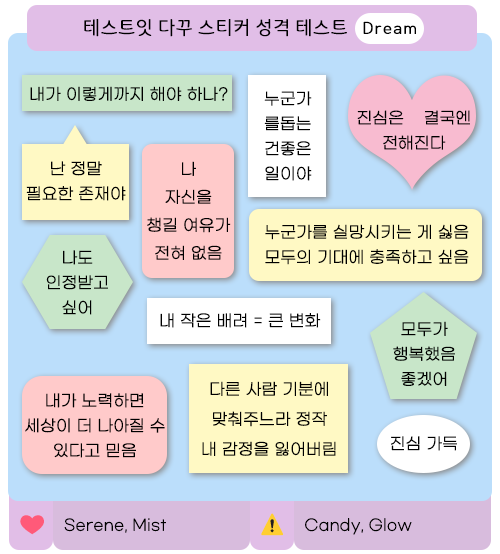 테스트잇 다꾸 스티커 성격 테스트 Dream
내가 이렇게까지 해야 하나?
누군가
를돕는
건좋은
일이야
진심은 결국엔
전해진다
난 정말
필요한 존재야
나
자신을
챙길 여유가
전혀 없음
누군가를 실망시키는 게 싫음
모두의 기대에 충족하고 싶음
나도
인정받고
싶어
내 작은 배려 = 큰 변화
모두가
행복했음
좋겠어
내가 노력하면
세상이 더 나아질 수
있다고 믿음
다른 사람 기분에
맞춰주느라 정작
내 감정을 잃어버림
진심 가득
Serene, Mist
Candy, Glow